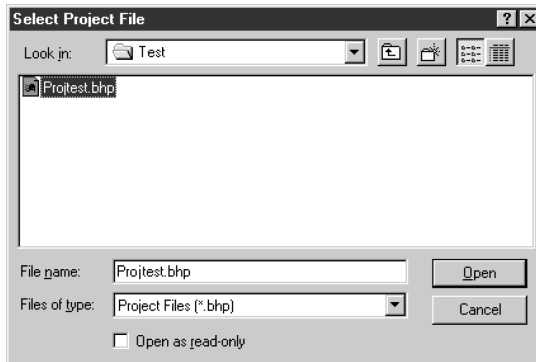 Select Project File
Look in: Test
Projtest.bhp
File name: Projtest.bhp
Open
Files of type: Project Files (*.bhp)
Cancel
Open as read-only